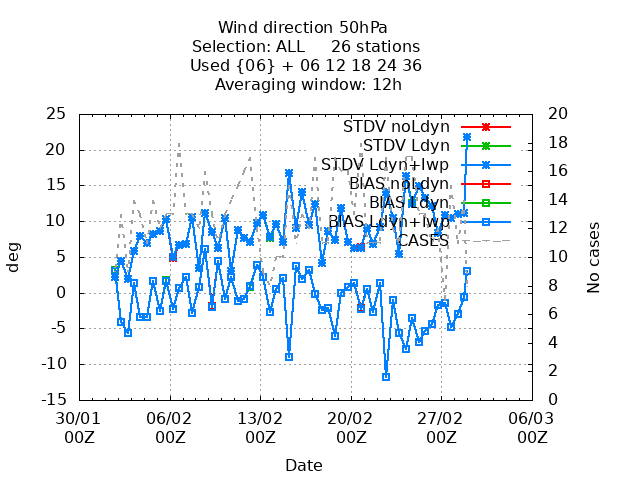 Wind direction 50hPa
Selection: ALL 26 stations
Used {06} + 06 12 18 24 36
Averaging window: 12h
25
20
15
10
5
0
-5
-10
-15
deg
20
18
16
14
12
10
8
6
4
2
0
No cases
STDV noLdyn
STDV Ldyn
STDV Ldyn+lwp
BIAS noLdyn
BIAS Ldyn
BIAS Ldyn+lwp
CASES
30/01 06/02 13/02 20/02 27/02 06/03
00Z 00Z 00Z 00Z 00Z 00Z
Date